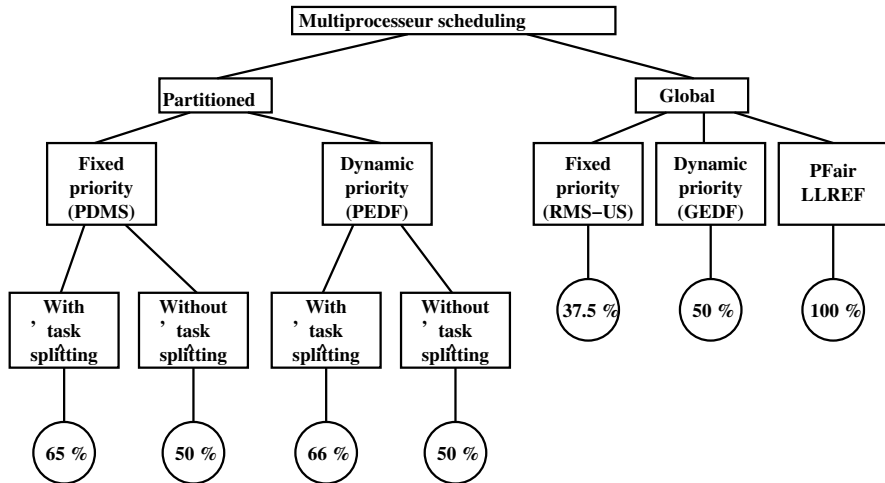 Multiprocesseur scheduling
Partitioned
Global
Fixed
priority
(PDMS)
Dynamic
priority
(PEDF)
Fixed
priority
(RMS−US)
Dynamic
priority
(GEDF)
PFair
LLREF
With
, task
splitting
Without
, task
splitting
With
, task
splitting
Without
, task
splitting
37.5 %
50 %
100 %
65 %
50 %
66 %
50 %